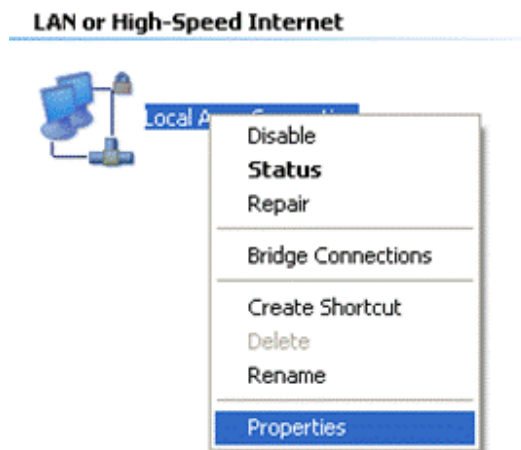 LAN or High-Speed Internet
Local
Disable
Status
Repair
Bridge Connections
Create Shortcut
Delete
Rename
Properties